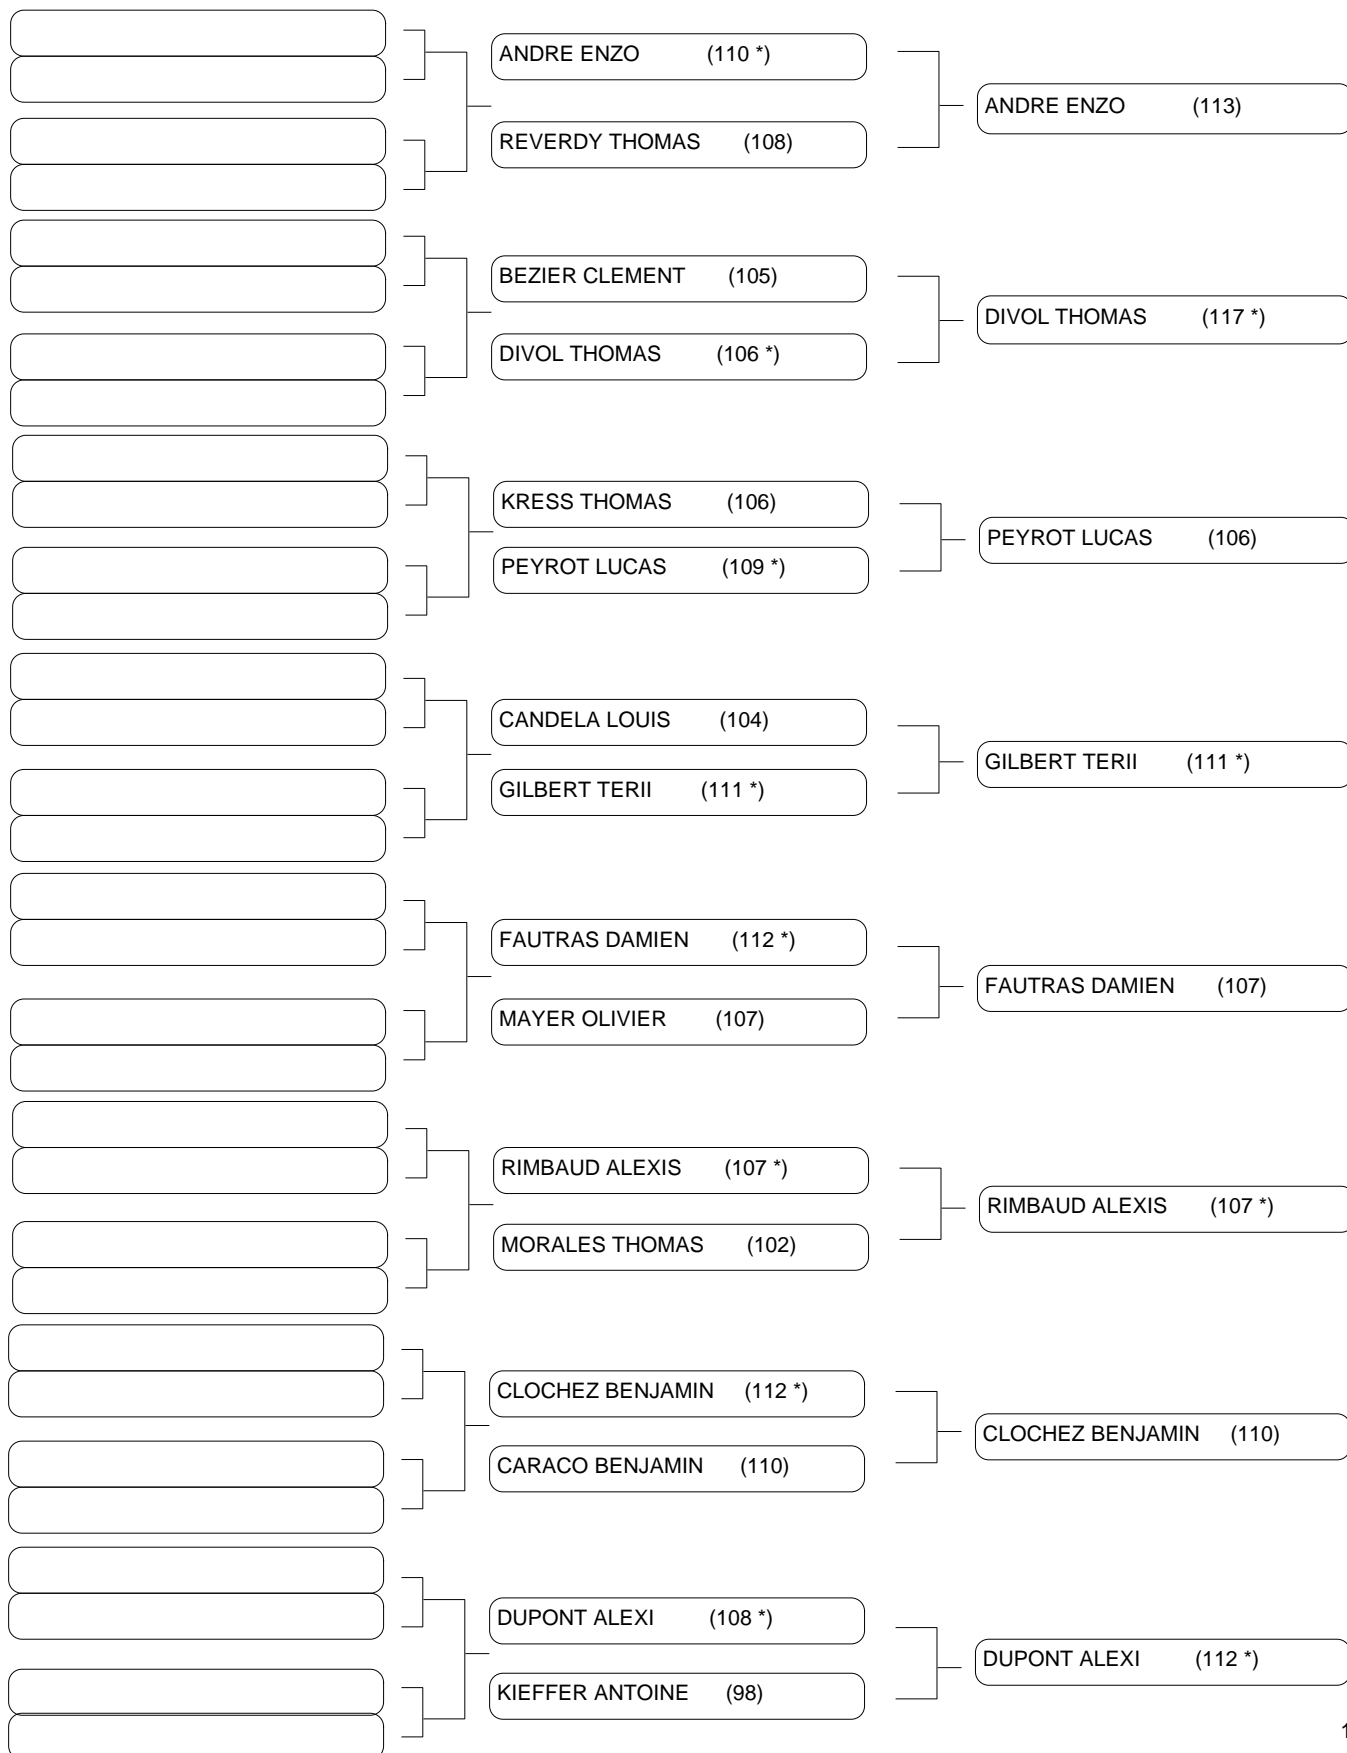 ANDRE ENZO (110 *)
REVERDY THOMAS (108)
ANDRE ENZO (113)
BEZIER CLEMENT (105)
DIVOL THOMAS (106 *)
DIVOL THOMAS (117 *)
KRESS THOMAS (106)
PEYROT LUCAS (109 *)
PEYROT LUCAS (106)
CANDELA LOUIS (104)
GILBERT TERII (111 *)
GILBERT TERII (111 *)
FAUTRAS DAMIEN (112 *)
MAYER OLIVIER (107)
FAUTRAS DAMIEN (107)
RIMBAUD ALEXIS (107 *)
MORALES THOMAS (102)
RIMBAUD ALEXIS (107 *)
CLOCHEZ BENJAMIN (112 *)
CARACO BENJAMIN (110)
CLOCHEZ BENJAMIN (110)
DUPONT ALEXI (108 *)
KIEFFER ANTOINE (98)
DUPONT ALEXI (112 *)